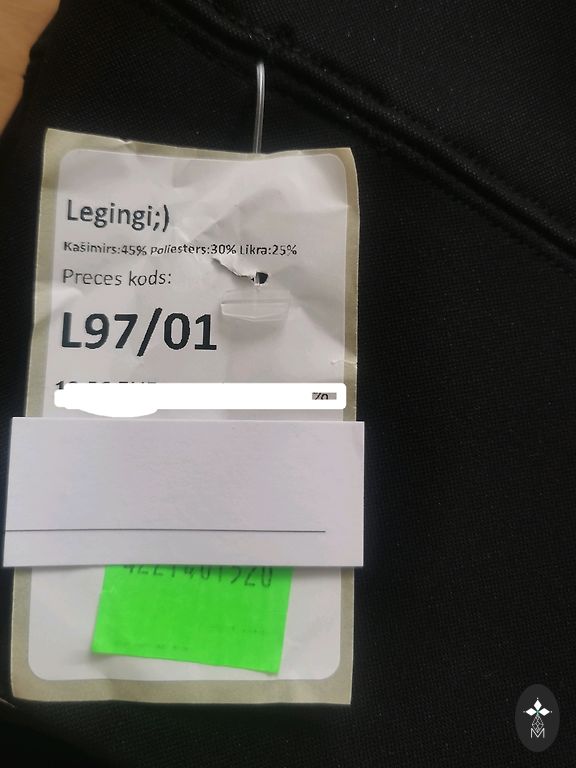 Legingi;)
Kašimirs:45% Poliesters:30% Likra:25%
Preces kods:
L97/01
M